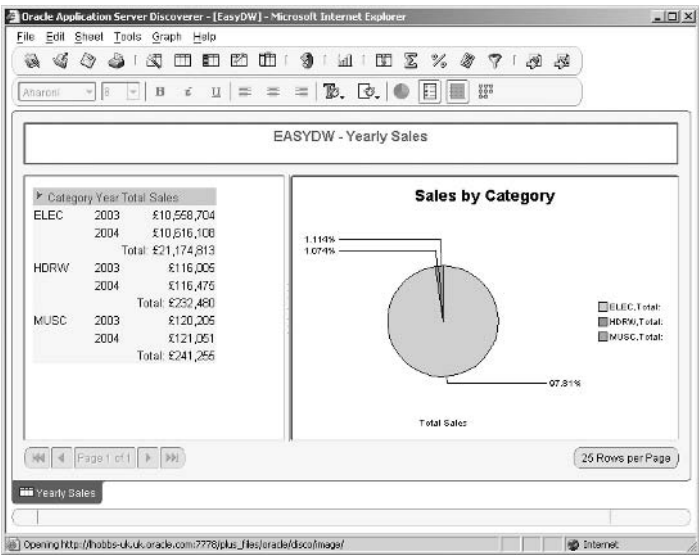 Oracle Application Server Discoverer - [EasyDW] - Microsoft Internet Explorer
File Edit Sheet Tools Graph Help
Aharoni 8 B i U
EASYDW - Yearly Sales
Category Year Total Sales
ELEC 2003 £10,558,704
2004 £10,616,108
Total: £21,174,813
HDRW 2003 £116,005
2004 £116,475
Total: £232,480
MUSC 2003 £120,205
2004 £121,051
Total: £241,255
Sales by Category
1.114%
1.074%
97.81%
ELEC,Total:
HDRW,Total:
MUSC,Total:
Total Sales
Page 1 of 1
25 Rows per Page
Yearly Sales
Opening http://lhobbs-uk.uk.oracle.com:7778/plus_files/oracle/disco/image/
Internet